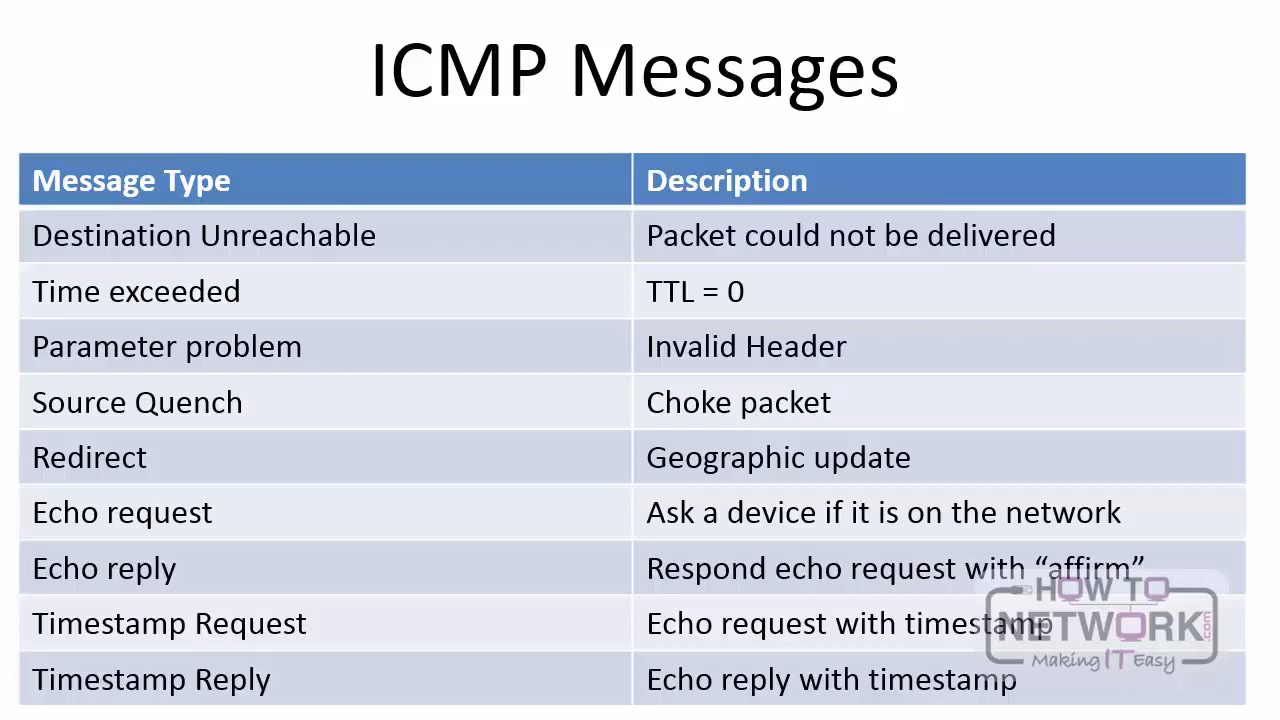 ICMP Messages
Message Type Description
Destination Unreachable Packet could not be delivered
Time exceeded TTL = 0
Parameter problem Invalid Header
Source Quench Choke packet
Redirect Geographic update
Echo request Ask a device if it is on the network
Echo reply Respond echo request with “affirm”
Timestamp Request Echo request with timestamp
Timestamp Reply Echo reply with timestamp
HOW TO
NETWORK.com
Making IT Easy